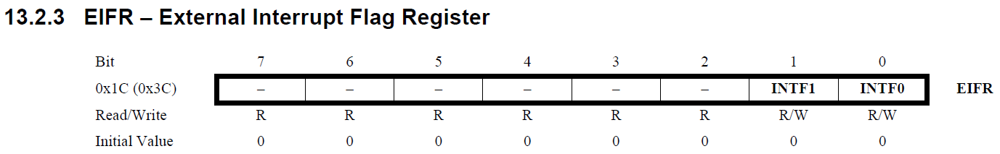 13.2.3 EIFR – External Interrupt Flag Register
Bit 7 6 5 4 3 2 1 0
0x1C (0x3C) – – – – – – INTF1 INTF0 EIFR
Read/Write R R R R R R R/W R/W
Initial Value 0 0 0 0 0 0 0 0